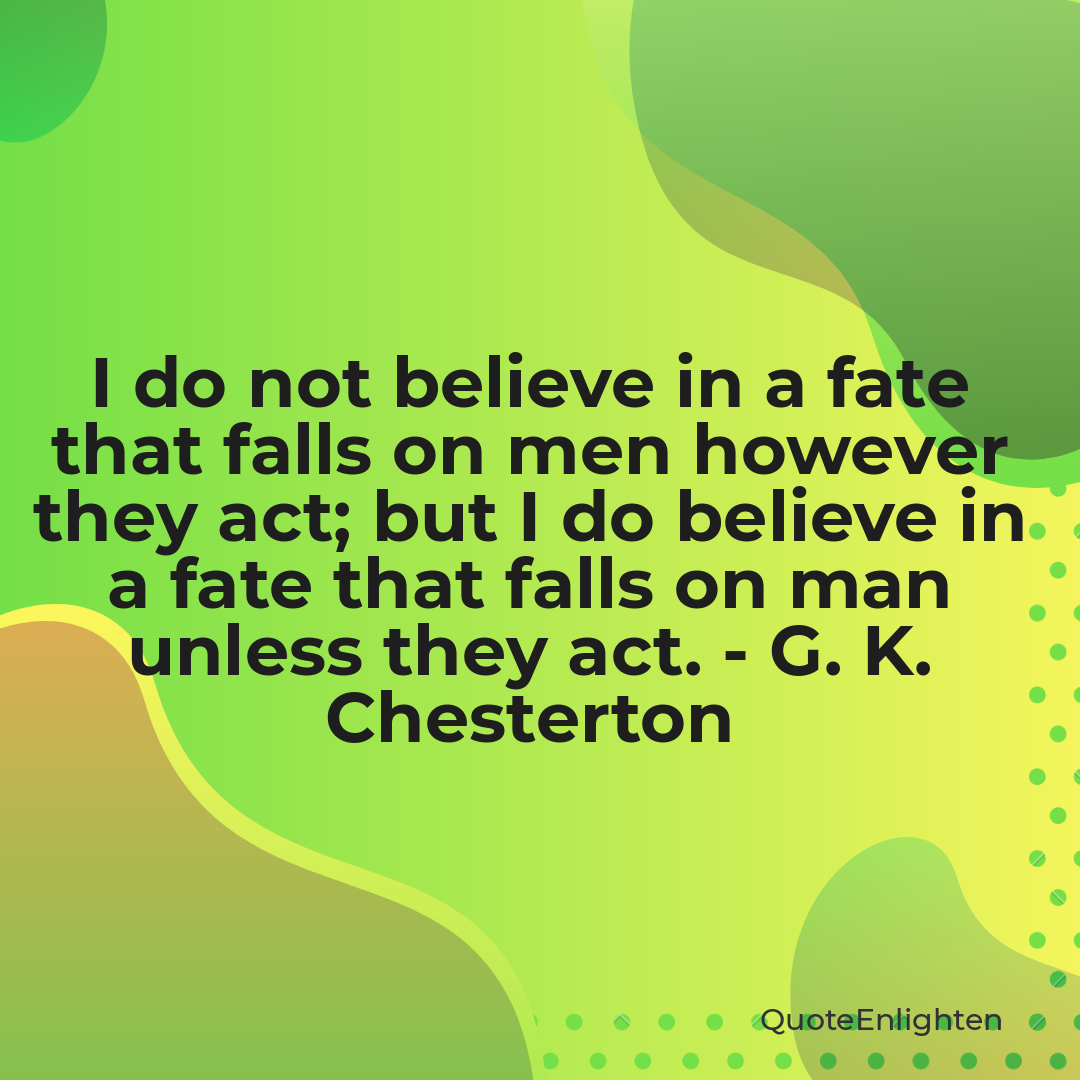 I do not believe in a fate
that falls on men however
they act; but I do believe in
a fate that falls on man
unless they act. - G. K.
Chesterton
QuoteEnlighten